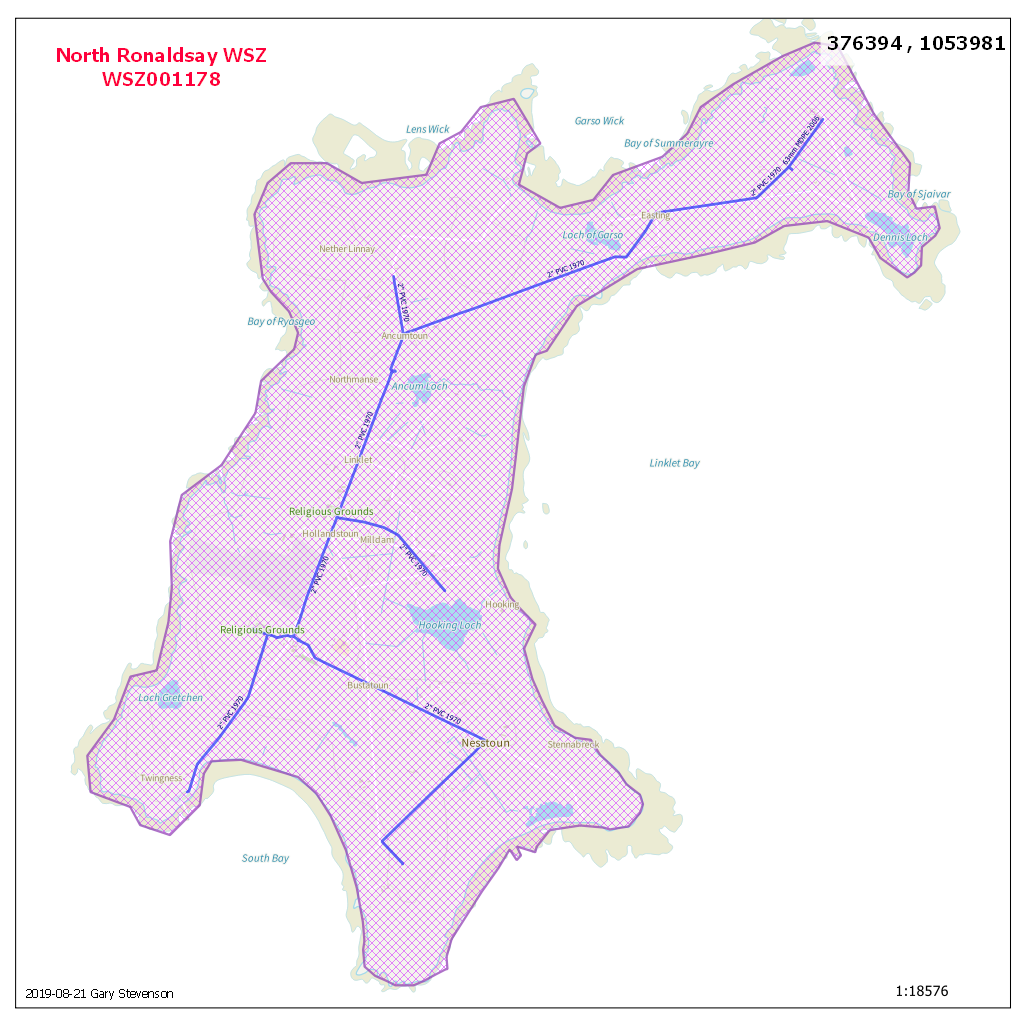 North Ronaldsay WSZ
WSZ001178
376394 , 1053981
Garso Wick
Lens Wick
Bay of Summerayre
63mm MDPE 2006
2" PVC 1970
Bay of Sjaivar
Easting
Loch of Garso
Dennis Loch
Nether Linnay
2" PVC 1970
2" PVC 1970
Bay of Ryasgeo
Ancumtoun
Northmanse
Ancum Loch
2" PVC 1970
Linklet
Linklet Bay
Religious Grounds
Hollandstoun
Milldam
2" PVC 1970
2" PVC 1970
Hooking
Hooking Loch
Religious Grounds
Bustatoun
Loch Gretchen
2" PVC 1970
2" PVC 1970
Nesstoun
Stennabreck
Twingness
South Bay
2019-08-21 Gary Stevenson
1:18576